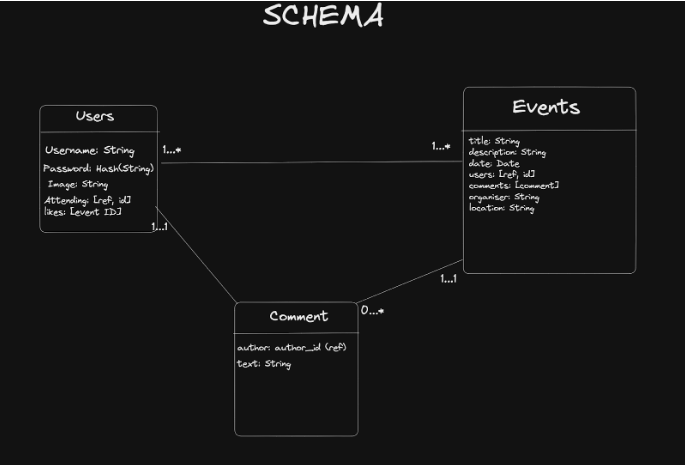 SCHEMA
Users
Username: String
Password: Hash(String)
Image: String
Attending: [ref, id]
likes: [event ID]
1...*
1...*
Events
title: String
description: String
date: Date
users: [ref, id]
comments: [comment]
organiser: String
location: String
1...1
1...1
0...*
Comment
author: author_id (ref)
text: String